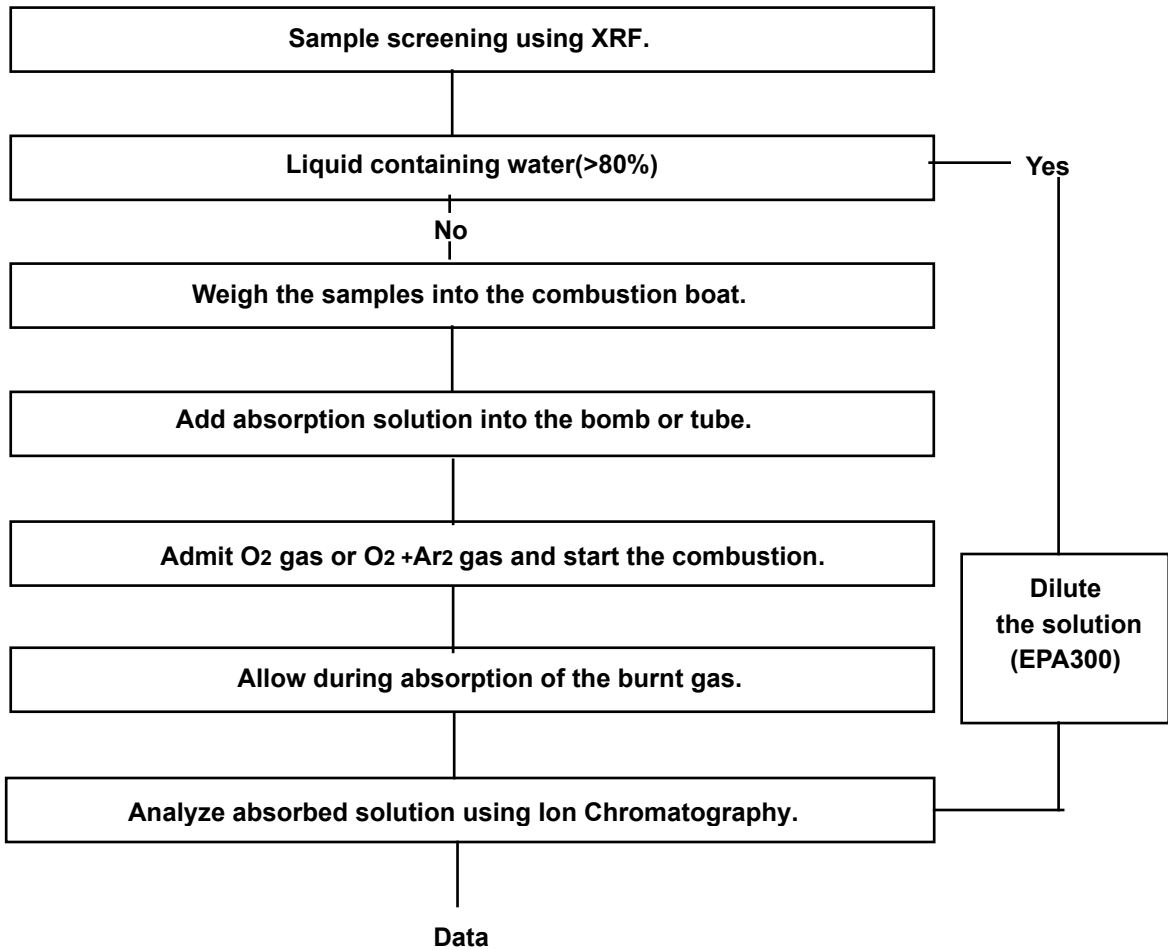 Sample screening using XRF.
Liquid containing water(>80%)
Yes
No
Weigh the samples into the combustion boat.
Add absorption solution into the bomb or tube.
Admit O2 gas or O2 +Ar2 gas and start the combustion.
Dilute
the solution
(EPA300)
Allow during absorption of the burnt gas.
Analyze absorbed solution using Ion Chromatography.
Data